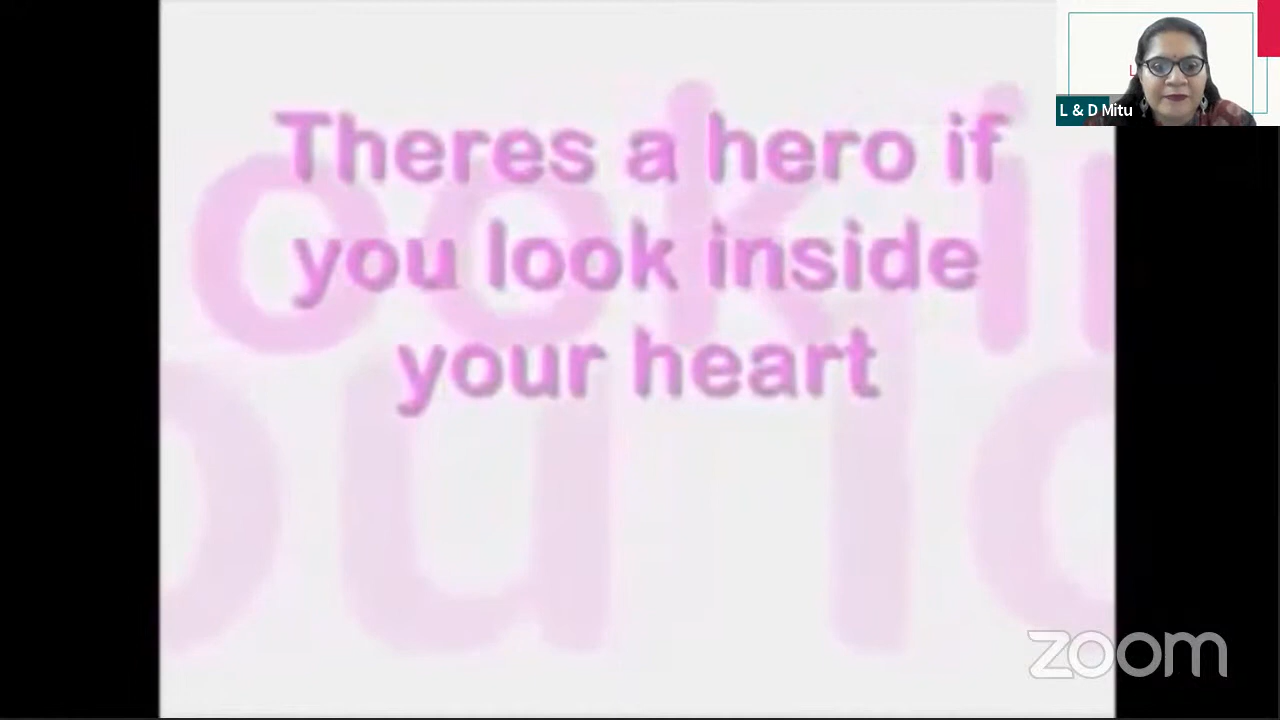 Theres a hero if
you look inside
your heart
L & D Mitu
zoom